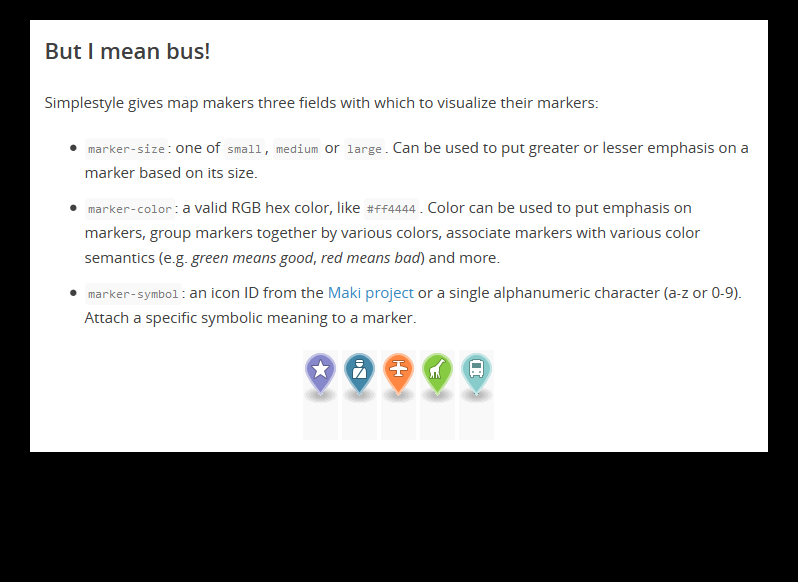 But I mean bus!
Simplestyle gives map makers three fields with which to visualize their markers:
marker-size: one of small, medium or large. Can be used to put greater or lesser emphasis on a
marker based on its size.
marker-color: a valid RGB hex color, like #ff4444. Color can be used to put emphasis on
markers, group markers together by various colors, associate markers with various color
semantics (e.g. green means good, red means bad) and more.
marker-symbol: an icon ID from the Maki project or a single alphanumeric character (a-z or 0-9).
Attach a specific symbolic meaning to a marker.